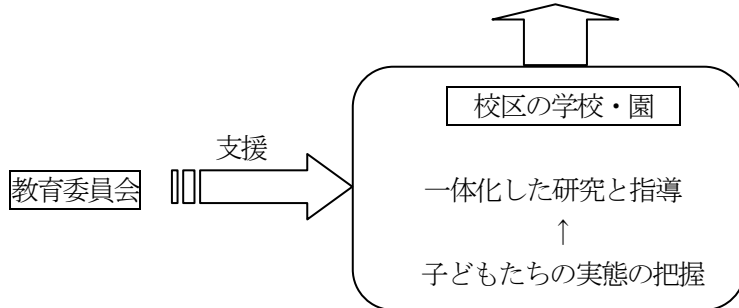 校区の学校・園
支援
教育委員会
一体化した研究と指導
↑
子どもたちの実態の把握